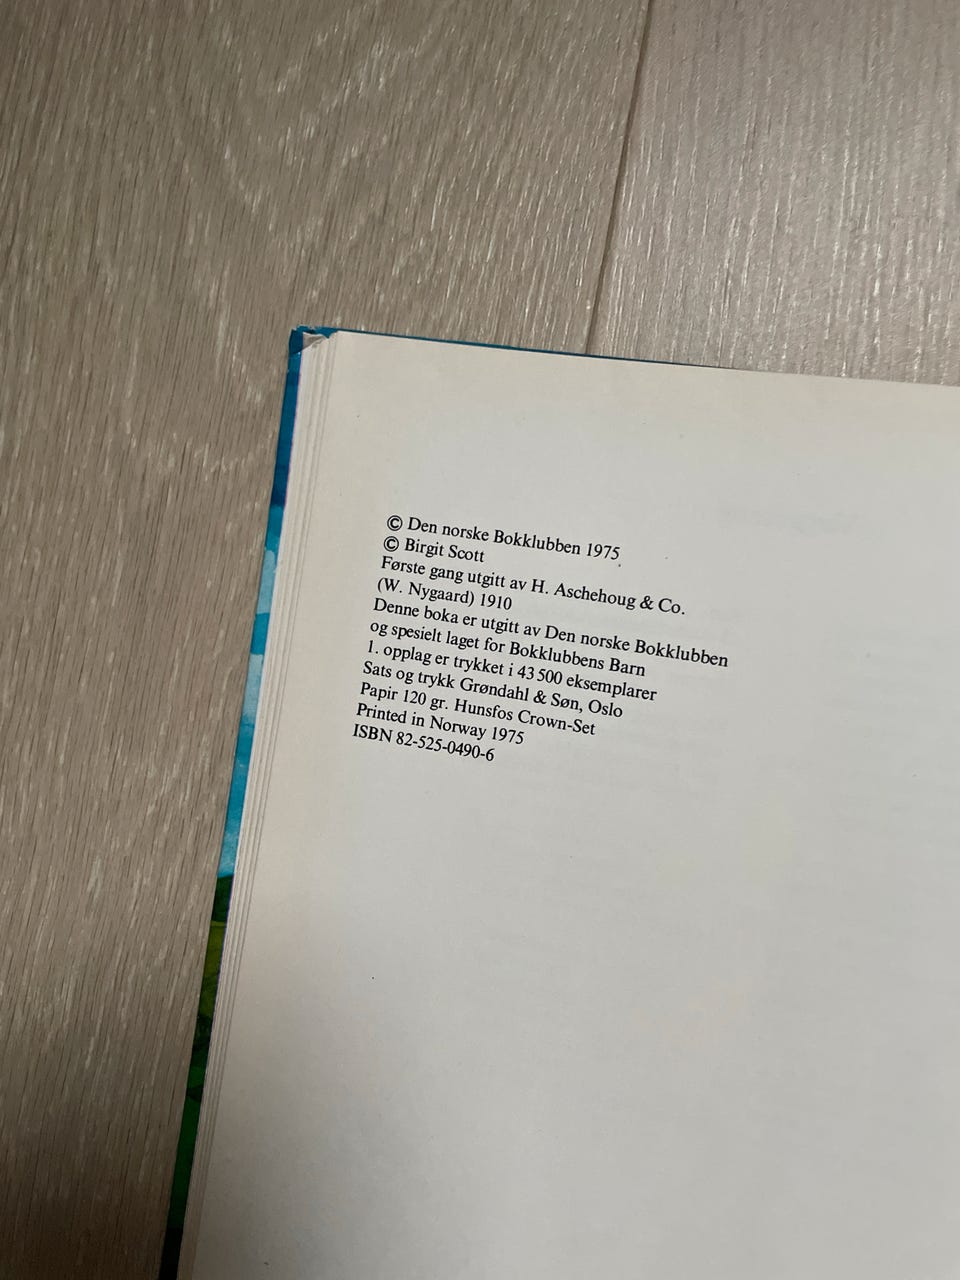 © Den norske Bokklubben 1975
© Birgit Scott
Første gang utgitt av H. Aschehoug & Co.
(W. Nygaard) 1910
Denne boka er utgitt av Den norske Bokklubben
og spesielt laget for Bokklubbens Barn
1. opplag er trykket i 43 500 eksemplarer
Sats og trykk Grøndahl & Søn, Oslo
Papir 120 gr. Hunsfos Crown-Set
Printed in Norway 1975
ISBN 82-525-0490-6